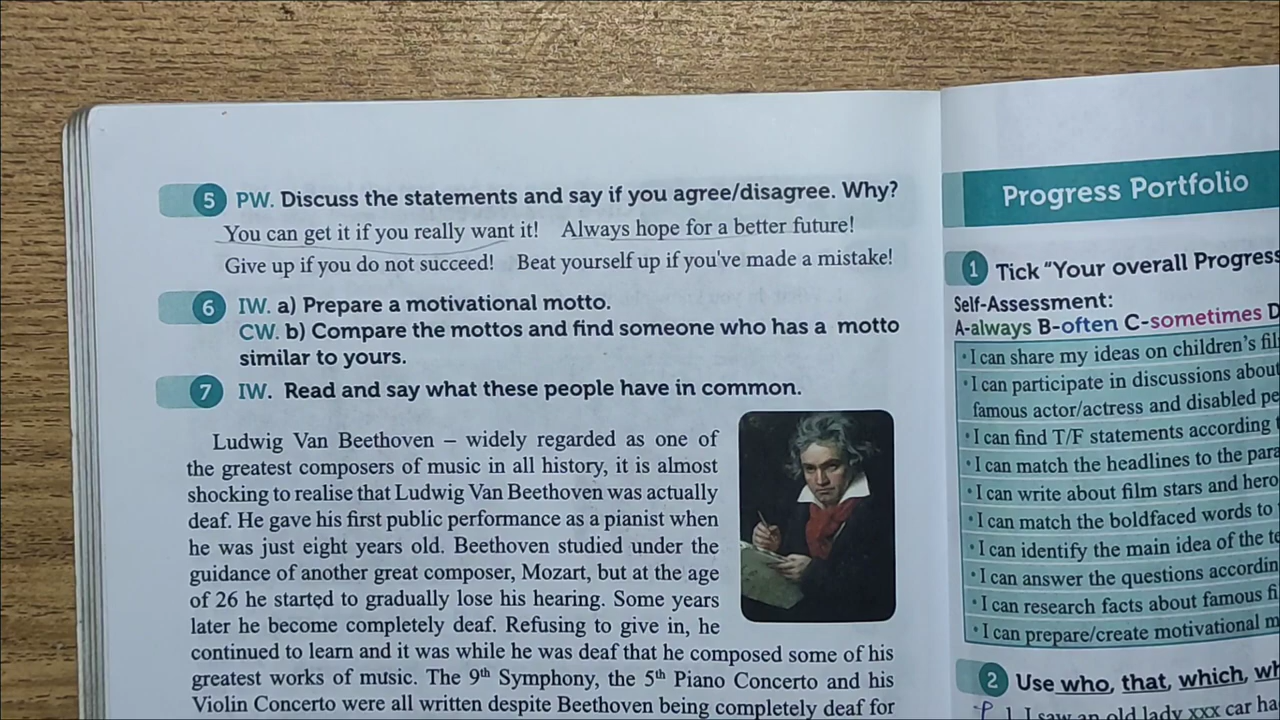 5 PW. Discuss the statements and say if you agree/disagree. Why?
You can get it if you really want it! Always hope for a better future!
Give up if you do not succeed! Beat yourself up if you've made a mistake!
6 IW. a) Prepare a motivational motto.
CW. b) Compare the mottos and find someone who has a motto
similar to yours.
7 IW. Read and say what these people have in common.
Ludwig Van Beethoven – widely regarded as one of
the greatest composers of music in all history, it is almost
shocking to realise that Ludwig Van Beethoven was actually
deaf. He gave his first public performance as a pianist when
he was just eight years old. Beethoven studied under the
guidance of another great composer, Mozart, but at the age
of 26 he started to gradually lose his hearing. Some years
later he become completely deaf. Refusing to give in, he
continued to learn and it was while he was deaf that he composed some of his
greatest works of music. The 9th Symphony, the 5th Piano Concerto and his
Violin Concerto were all written despite Beethoven being completely deaf for
Progress Portfolio
1 Tick "Your overall Progress
Self-Assessment:
A-always B-often C-sometimes D
• I can share my ideas on children's
• I can participate in discussions about
famous actor/actress and disabled
• I can find T/F statements according
• I can match the headlines to the
• I can write about film stars and
• I can match the boldfaced words to
• I can identify the main idea of the
• I can answer the questions
• I can research facts about famous
• I can prepare/create motivational
2 Use who, that, which,
1. I saw an old lady xxx car